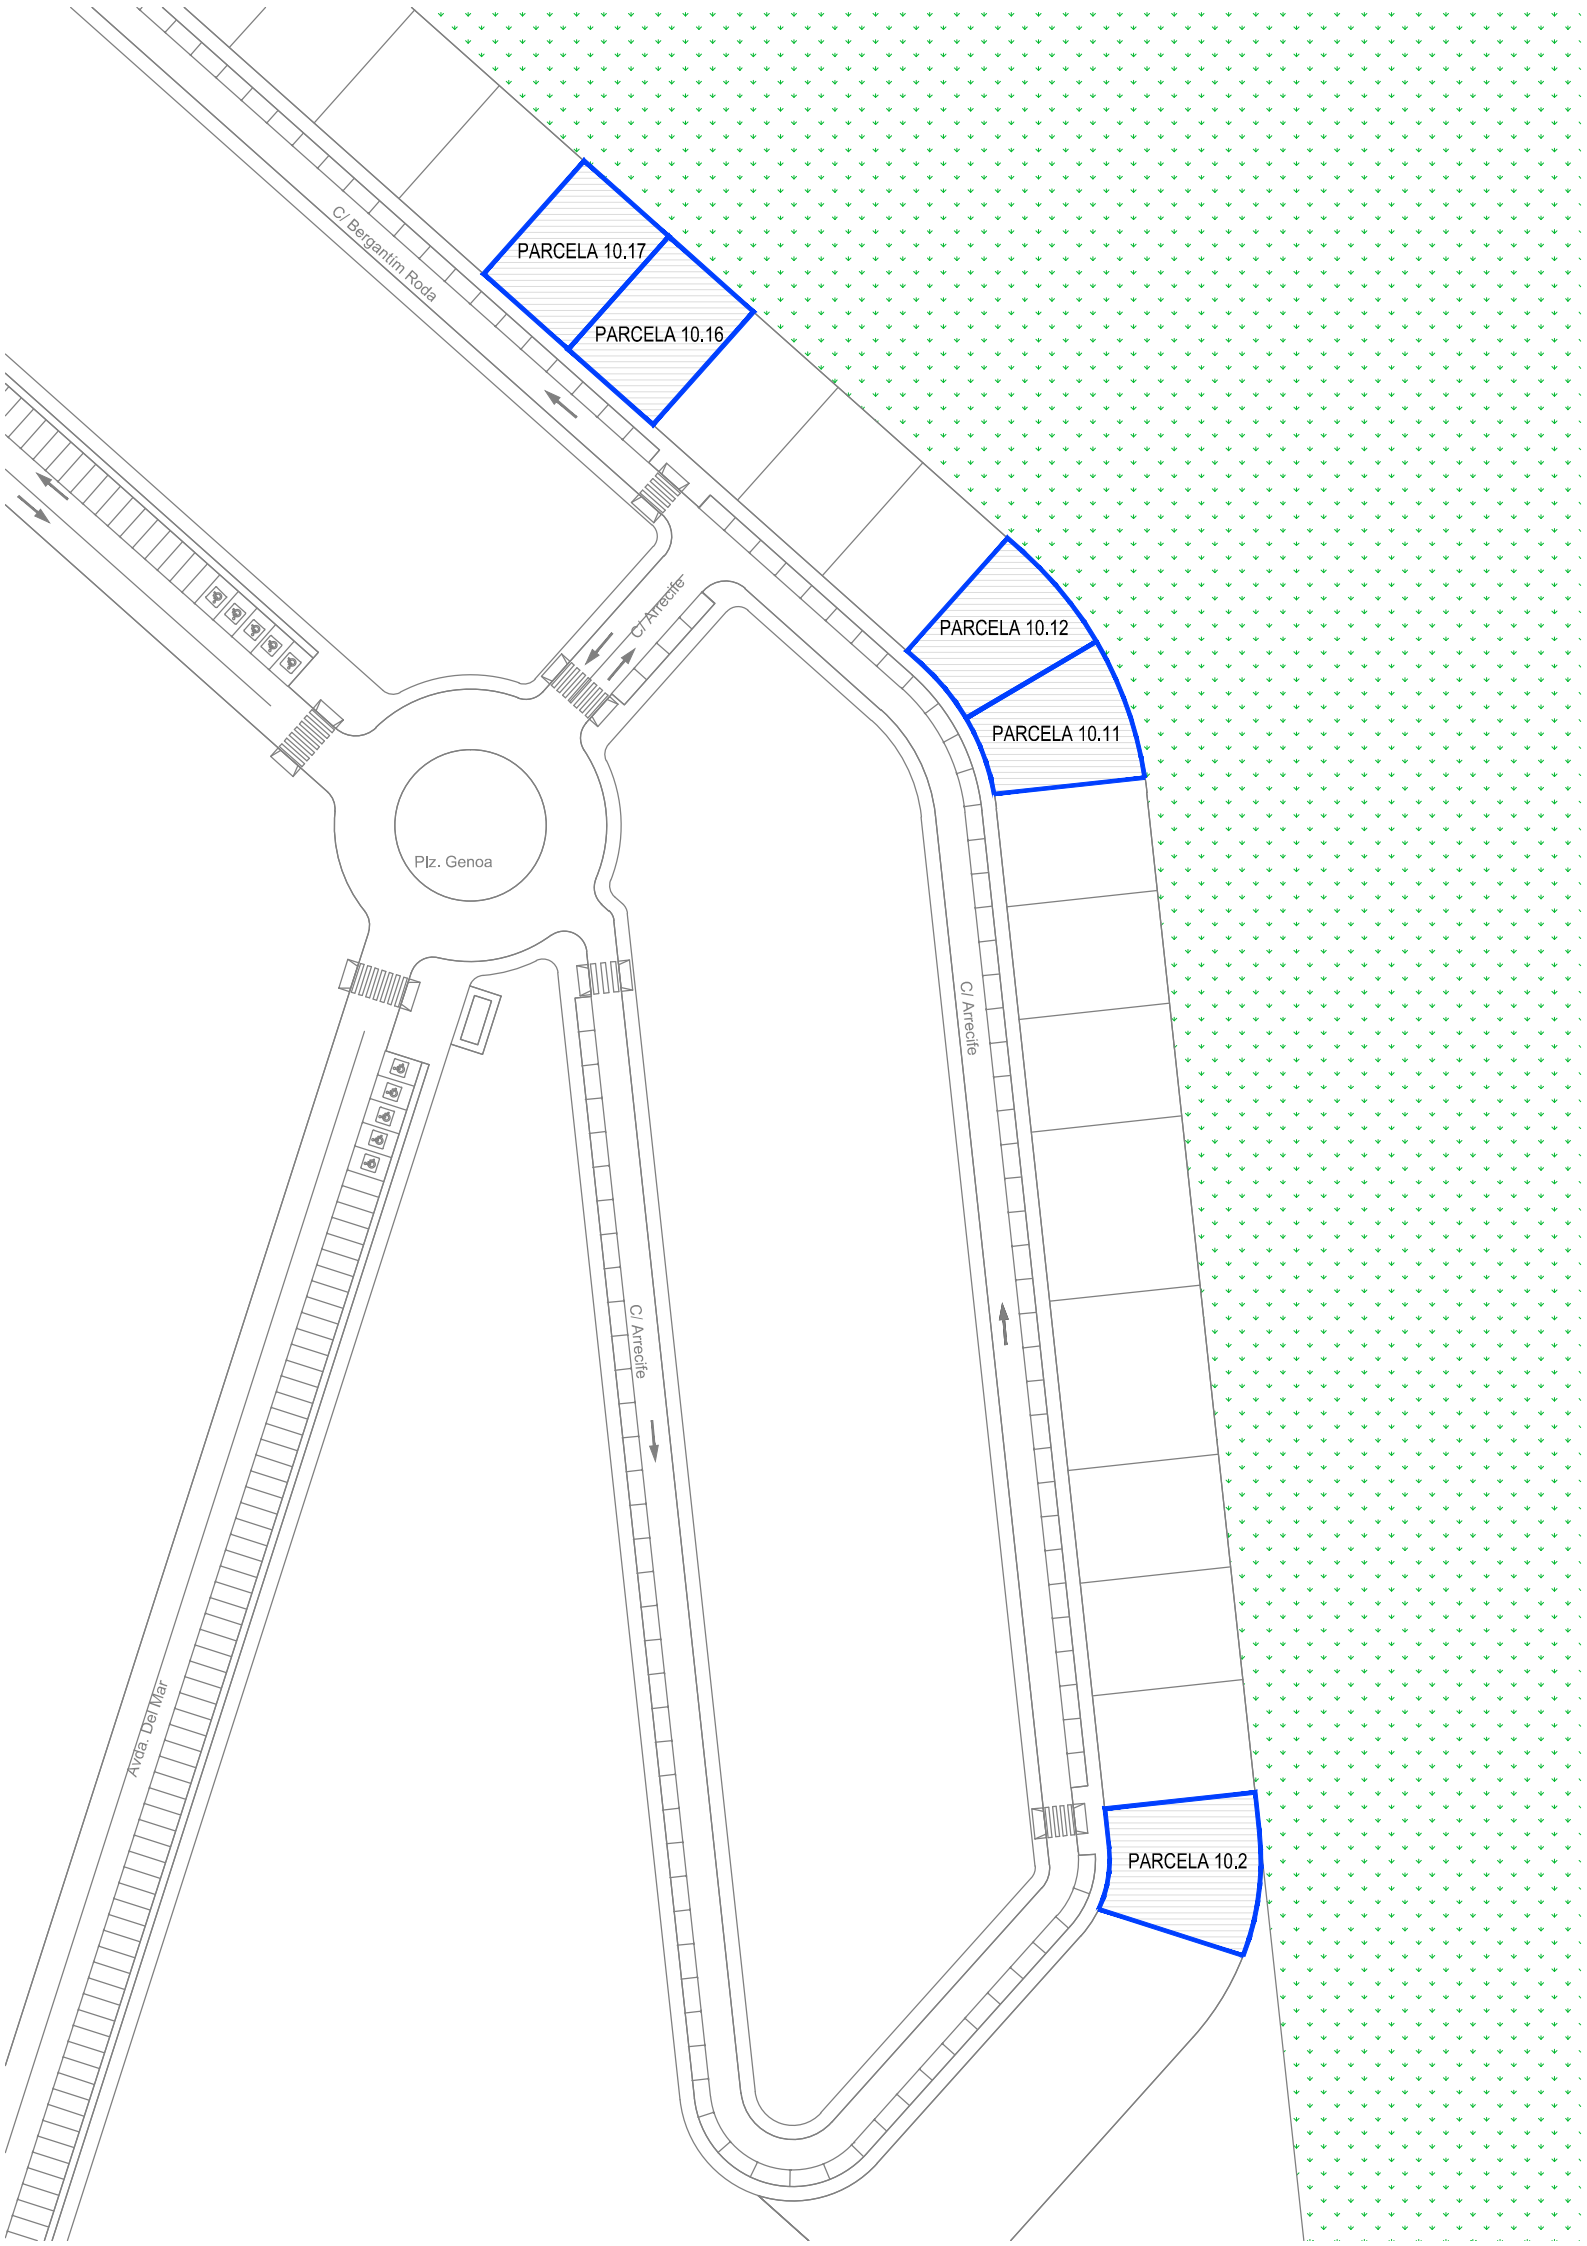 C/ Bergantím Roda
PARCELA 10.17
PARCELA 10.16
C/ Arrecife
PARCELA 10.12
PARCELA 10.11
Plz. Genoa
C/ Arrecife
C/ Arrecife
Avda. Del Mar
PARCELA 10.2